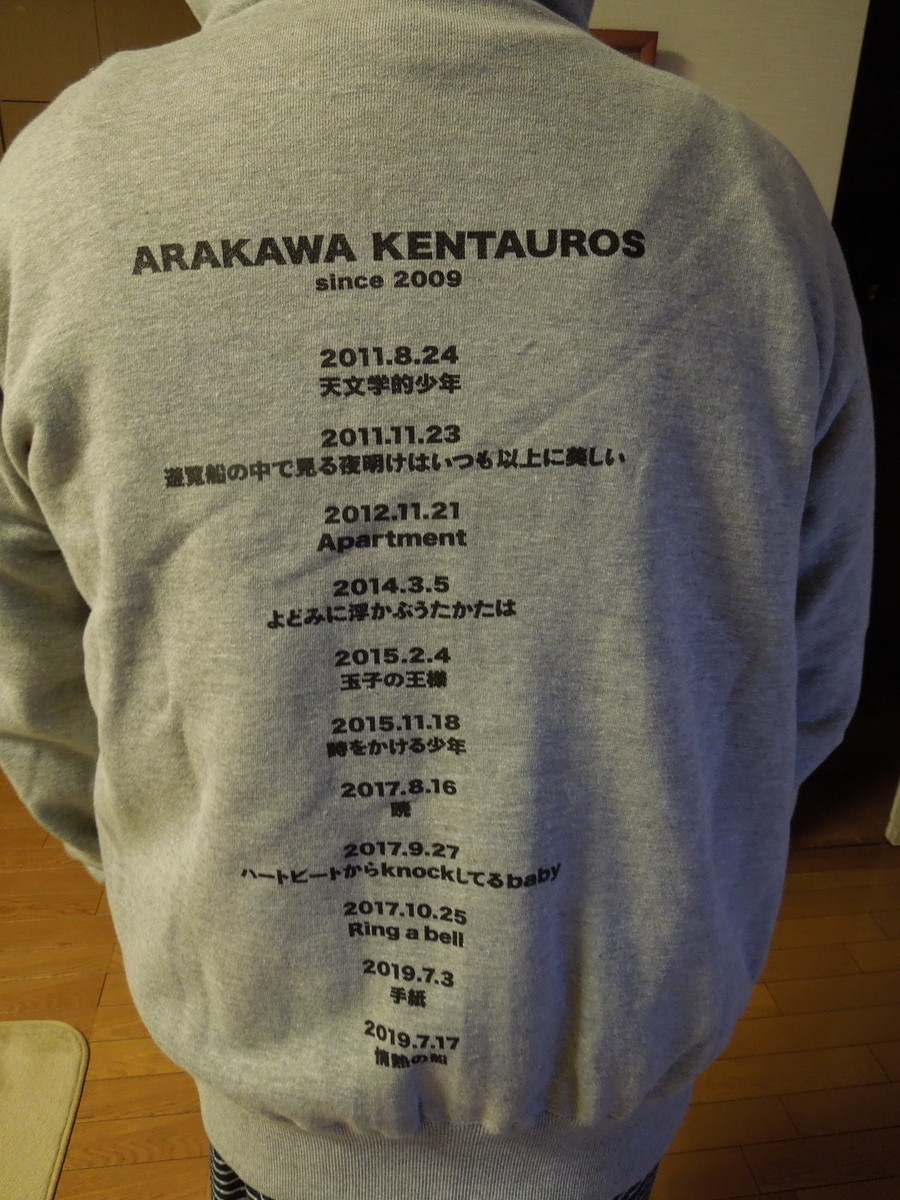 ARAKAWA KENTAUROS
since 2009
2011.8.24
天文学的少年
2011.11.23
遊覧船の中で見る夜明けはいつも以上に美しい
2012.11.21
Apartment
2014.3.5
よどみに浮かぶうたかたは
2015.2.4
玉子の王様
2015.11.18
時をかける少年
2017.8.16
暁
2017.9.27
ハートビートからknockしてるbaby
2017.10.25
Ring a bell
2019.7.3
手紙
2019.7.17
情熱の船